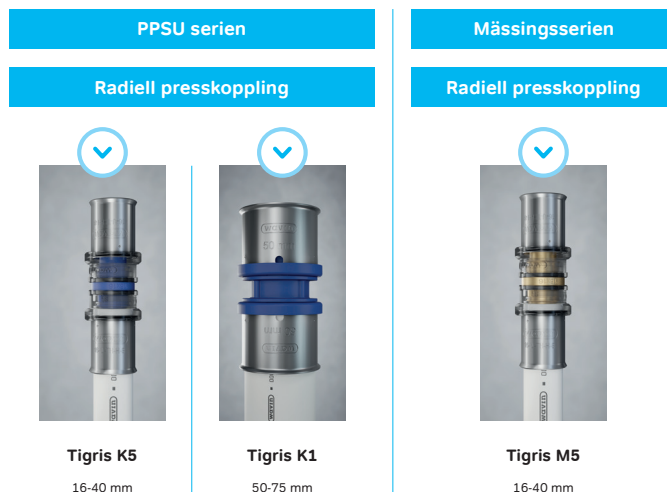 PPSU serien
Mässingsserien
Radiell presskoppling
Radiell presskoppling
50
Tigris K5
Tigris K1
Tigris M5
16-40 mm
50-75 mm
16-40 mm